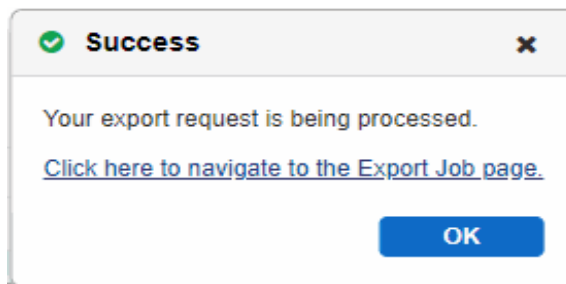 Success
Your export request is being processed.
Click here to navigate to the Export Job page.
OK